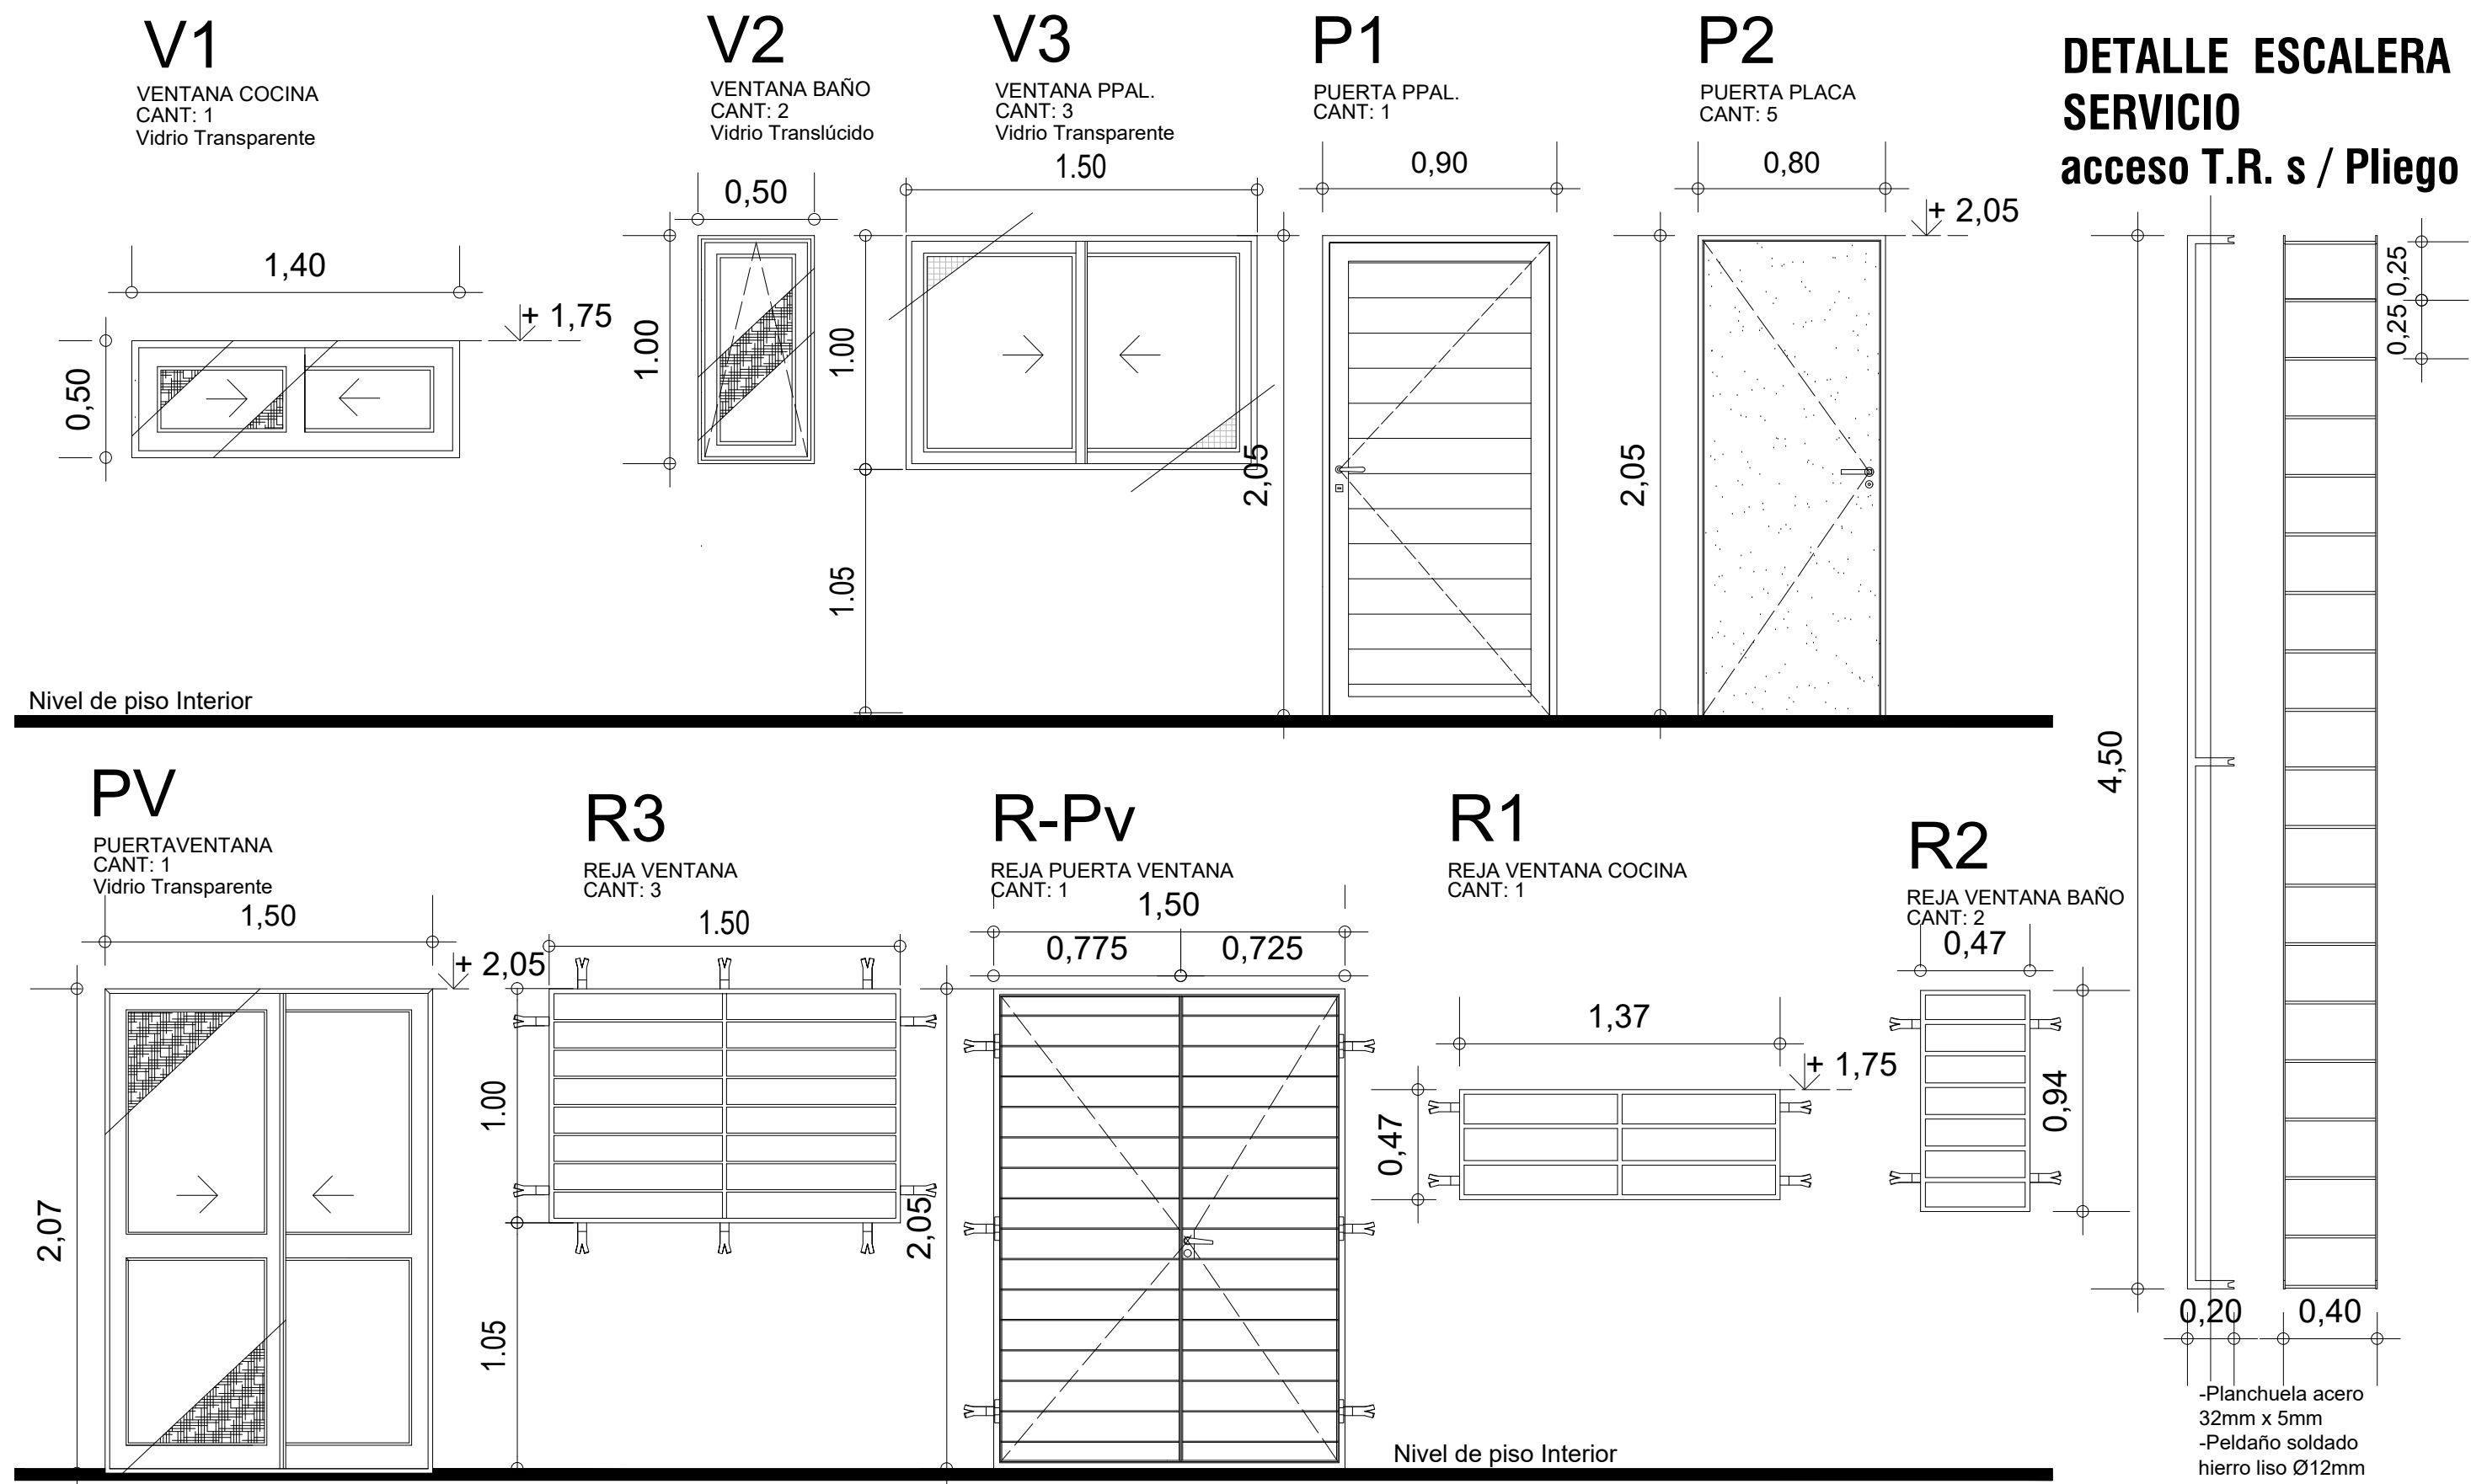 V1
VENTANA COCINA
CANT: 1
Vidrio Transparente
1,40
+ 1,75
0,50
V2
VENTANA BAÑO
CANT: 2
Vidrio Translúcido
0,50
1.00
V3
VENTANA PPAL.
CANT: 3
Vidrio Transparente
1.50
1.00
1.05
P1
PUERTA PPAL.
CANT: 1
0,90
2,05
P2
PUERTA PLACA
CANT: 5
0,80
+ 2,05
2,05
Nivel de piso Interior
DETALLE ESCALERA
SERVICIO
acceso T.R. s / Pliego
0,25
0,25
4,50
0,20
0,40
-Planchuela acero
32mm x 5mm
-Peldaño soldado
hierro liso Ø12mm
PV
PUERTAVENTANA
CANT: 1
Vidrio Transparente
1,50
+ 2,05
2,07
R3
REJA VENTANA
CANT: 3
1.50
1.00
1.05
R-Pv
REJA PUERTA VENTANA
CANT: 1
1,50
0,775
0,725
2,05
R1
REJA VENTANA COCINA
CANT: 1
1,37
+ 1,75
0,47
R2
REJA VENTANA BAÑO
CANT: 2
0,47
0,94
Nivel de piso Interior